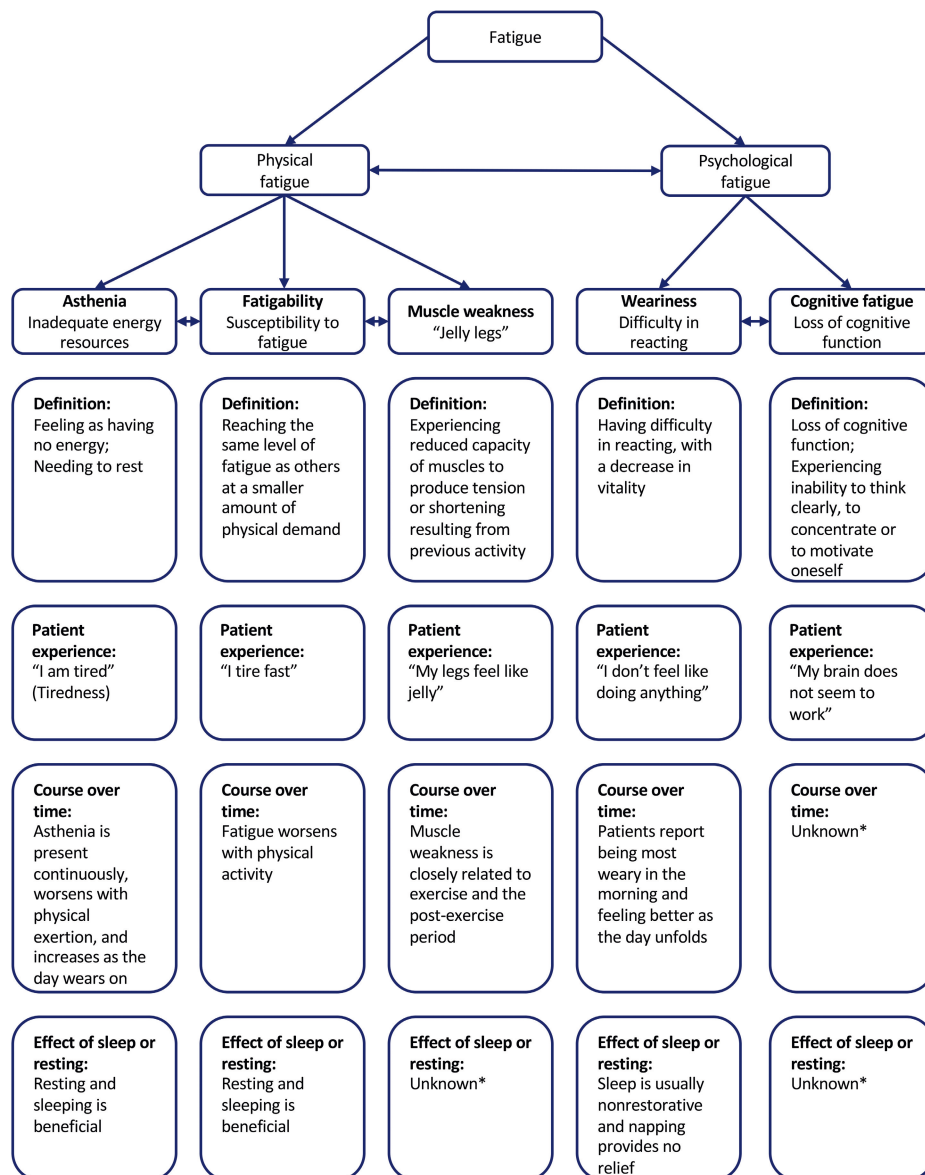 Fatigue
Physical
fatigue
Psychological
fatigue
Asthenia
Inadequate energy
resources
Fatigability
Susceptibility to
fatigue
Muscle weakness
“Jelly legs”
Weariness
Difficulty in
reacting
Cognitive fatigue
Loss of cognitive
function
Definition:
Feeling as having
no energy;
Needing to rest
Definition:
Reaching the
same level of
fatigue as others
at a smaller
amount of
physical demand
Definition:
Experiencing
reduced capacity
of muscles to
produce tension
or shortening
resulting from
previous activity
Definition:
Having difficulty
in reacting, with
a decrease in
vitality
Definition:
Loss of cognitive
function;
Experiencing
inability to think
clearly, to
concentrate or
to motivate
oneself
Patient
experience:
“I am tired”
(Tiredness)
Patient
experience:
“I tire fast”
Patient
experience:
“My legs feel like
jelly”
Patient
experience:
“I don’t feel like
doing anything”
Patient
experience:
“My brain does
not seem to
work”
Course over
time:
Asthenia is
present
continuously,
worsens with
physical
exertion, and
increases as the
day wears on
Course over
time:
Fatigue worsens
with physical
activity
Course over
time:
Muscle
weakness is
closely related to
exercise and the
post-exercise
period
Course over
time:
Patients report
being most
weary in the
morning and
feeling better as
the day unfolds
Course over
time:
Unknown*
Effect of sleep or
resting:
Resting and
sleeping is
beneficial
Effect of sleep or
resting:
Resting and
sleeping is
beneficial
Effect of sleep or
resting:
Unknown*
Effect of sleep or
resting:
Sleep is usually
nonrestorative
and napping
provides no
relief
Effect of sleep or
resting:
Unknown*